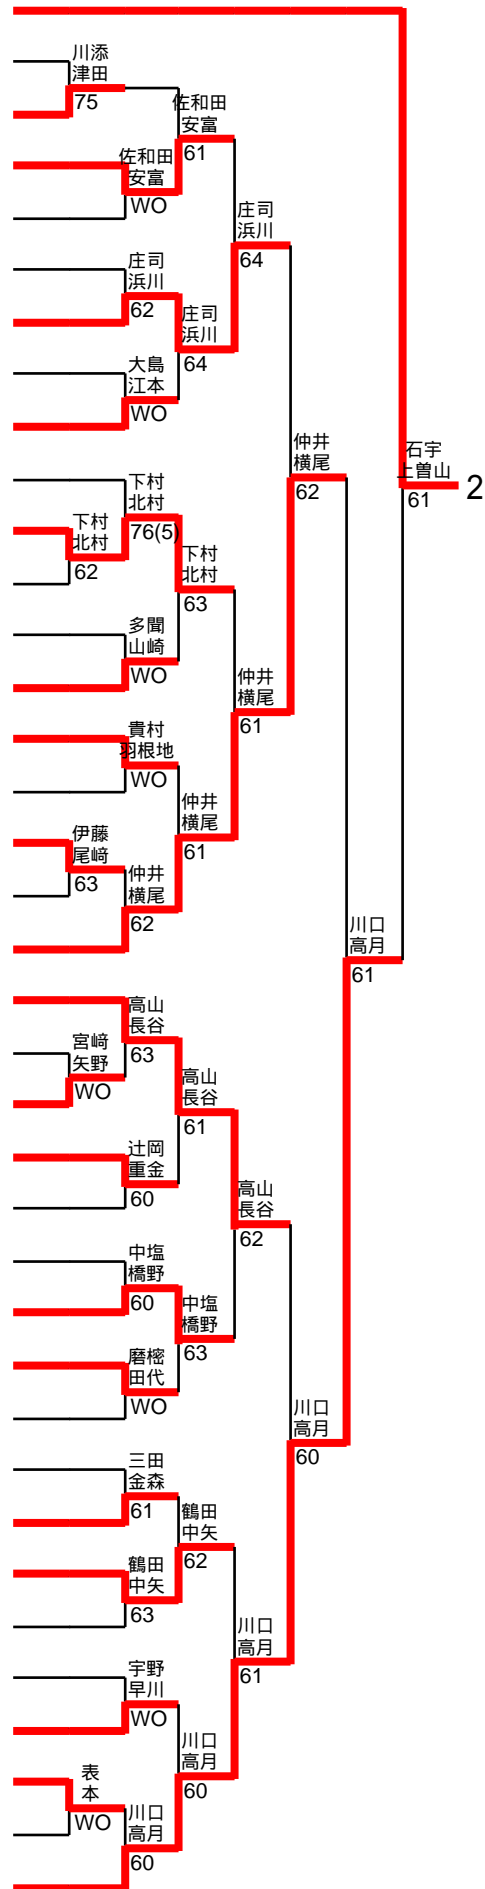 川添
津田
75
佐和田
安富
61
佐和田
安富
WO
庄司
浜川
64
庄司
浜川
62
庄司
浜川
64
大島
江本
WO
仲井
横尾
62
石宇
上曽山
61
2
下村
北村
76(5)
下村
北村
62
下村
北村
63
多聞
山崎
WO
仲井
横尾
61
貴村
羽根地
WO
仲井
横尾
61
伊藤
尾﨑
63
仲井
横尾
62
川口
高月
61
高山
長谷
63
宮﨑
矢野
WO
高山
長谷
61
辻岡
重金
60
高山
長谷
62
中塩
橋野
60
中塩
橋野
63
磨樒
田代
WO
川口
高月
60
三田
金森
61
鶴田
中矢
62
鶴田
中矢
63
川口
高月
61
宇野
早川
WO
川口
高月
60
表
本
WO
川口
高月
60